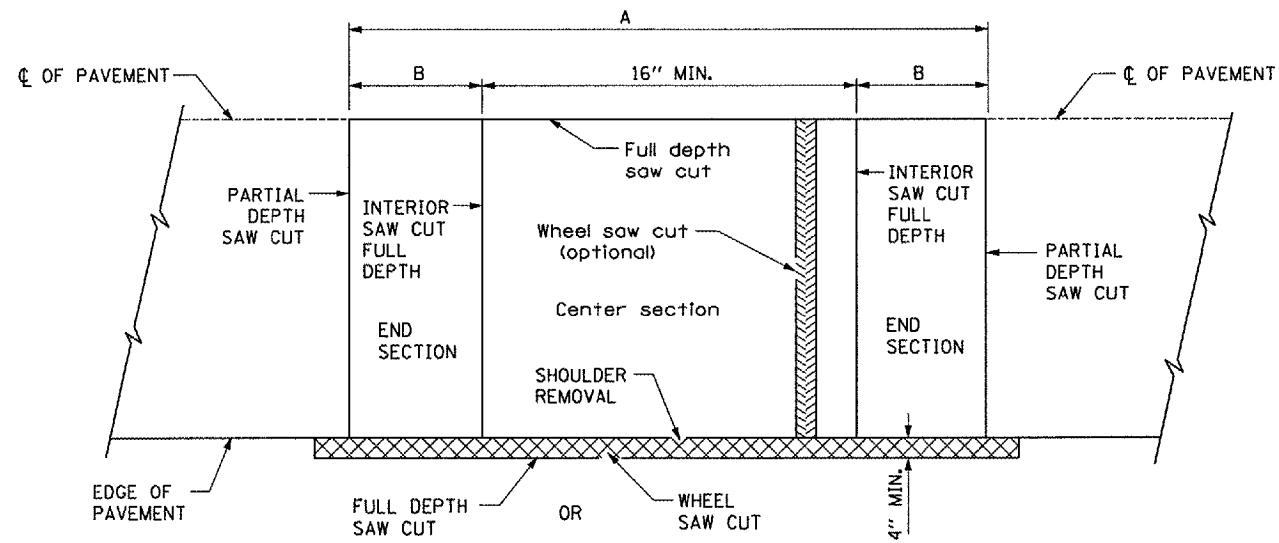 A
B
16" MIN.
B
℄ OF PAVEMENT
℄ OF PAVEMENT
Full depth
saw cut
PARTIAL
DEPTH
SAW CUT
INTERIOR
SAW CUT
FULL
DEPTH
Wheel saw cut
(optional)
INTERIOR
SAW CUT
FULL
DEPTH
PARTIAL
DEPTH
SAW CUT
Center section
END
SECTION
END
SECTION
SHOULDER
REMOVAL
EDGE OF
PAVEMENT
FULL DEPTH
SAW CUT
OR
WHEEL
SAW CUT
4" MIN.